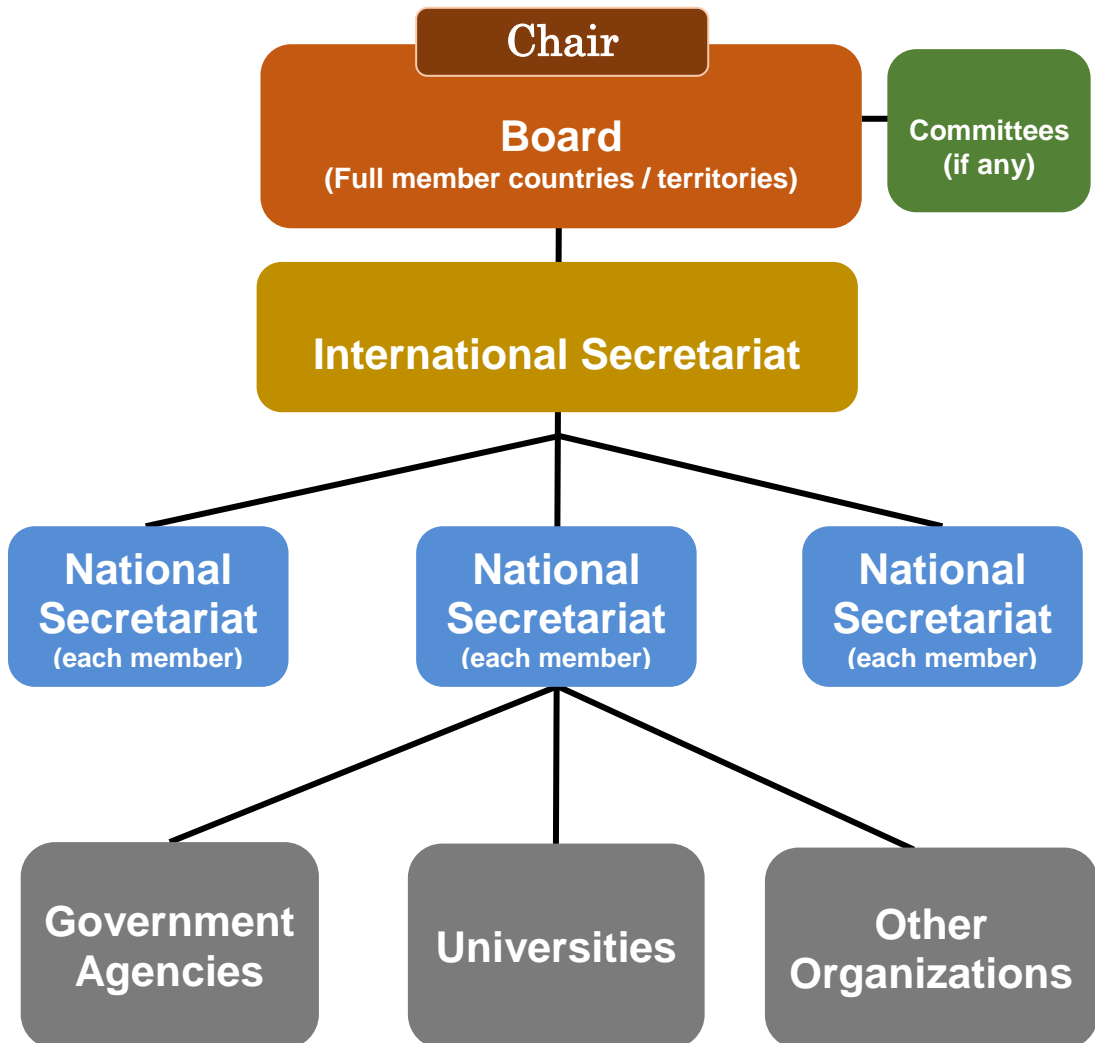 Chair
Board
(Full member countries / territories)
Committees
(if any)
International Secretariat
National
Secretariat
(each member)
National
Secretariat
(each member)
National
Secretariat
(each member)
Government
Agencies
Universities
Other
Organizations